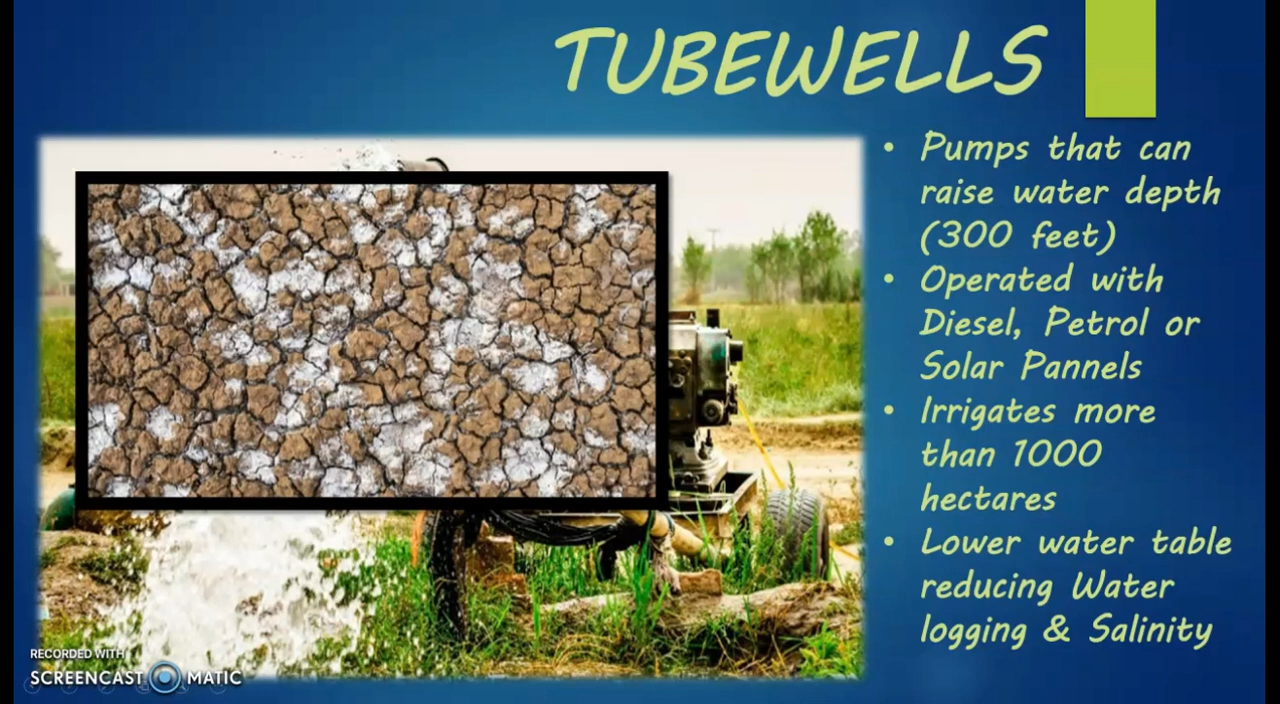 TUBEWELLS
• Pumps that can
raise water depth
(300 feet)
• Operated with
Diesel, Petrol or
Solar Pannels
• Irrigates more
than 1000
hectares
• Lower water table
reducing Water
logging & Salinity
RECORDED WITH
SCREENCAST MATIC